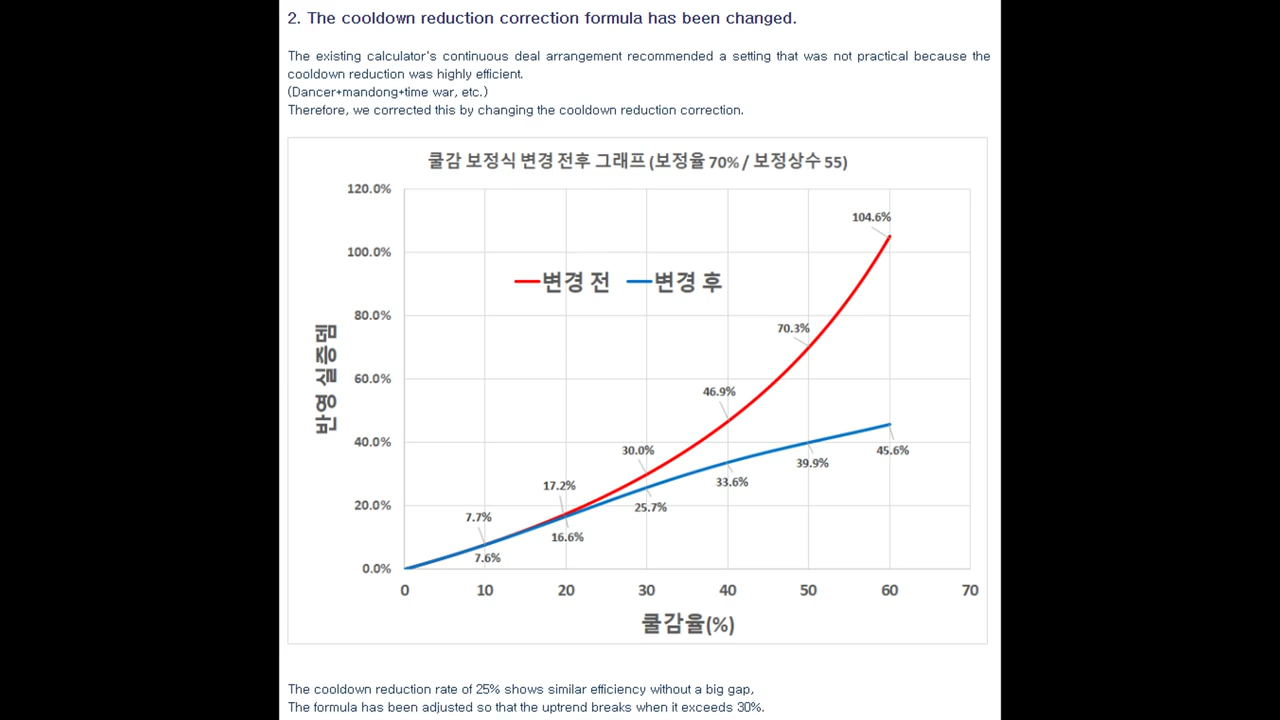 2. The cooldown reduction correction formula has been changed.
The existing calculator's continuous deal arrangement recommended a setting that was not practical because the
cooldown reduction was highly efficient.
(Dancer+mandong+time war, etc.)
Therefore, we corrected this by changing the cooldown reduction correction.
쿨감 보정식 변경 전후 그래프 (보정율 70% / 보정상수 55)
120.0%
104.6%
100.0%
변경 전 변경 후
80.0%
70.3%
반영 실증뎀
60.0%
46.9%
40.0%
30.0%
45.6%
39.9%
33.6%
17.2%
25.7%
20.0%
7.7%
16.6%
7.6%
0.0%
0 10 20 30 40 50 60 70
쿨감율(%)
The cooldown reduction rate of 25% shows similar efficiency without a big gap,
The formula has been adjusted so that the uptrend breaks when it exceeds 30%.